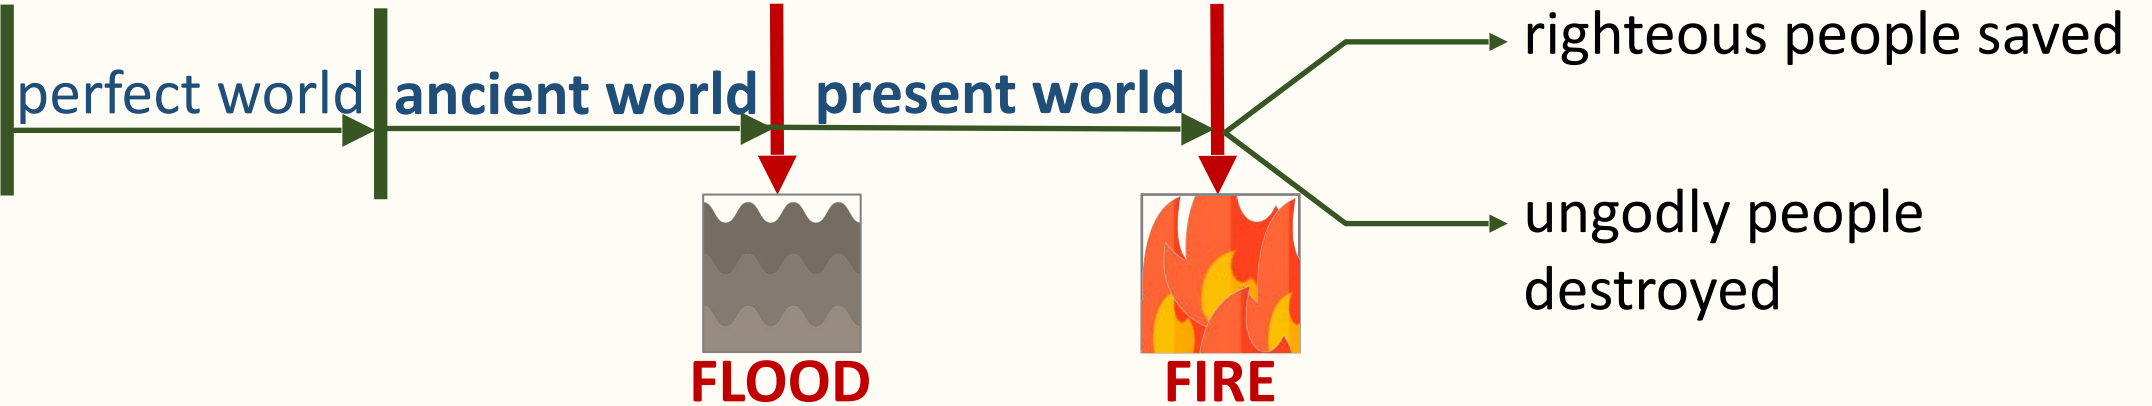 righteous people saved
perfect world
ancient world
present world
ungodly people
destroyed
FLOOD
FIRE